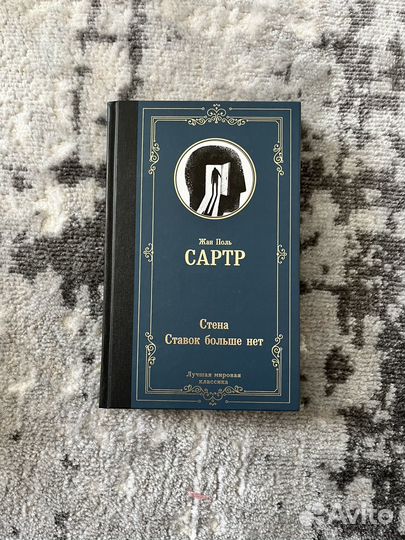 Жан Поль
САРТР
Стена
Ставок больше нет
Лучшая мировая
классика
Avito